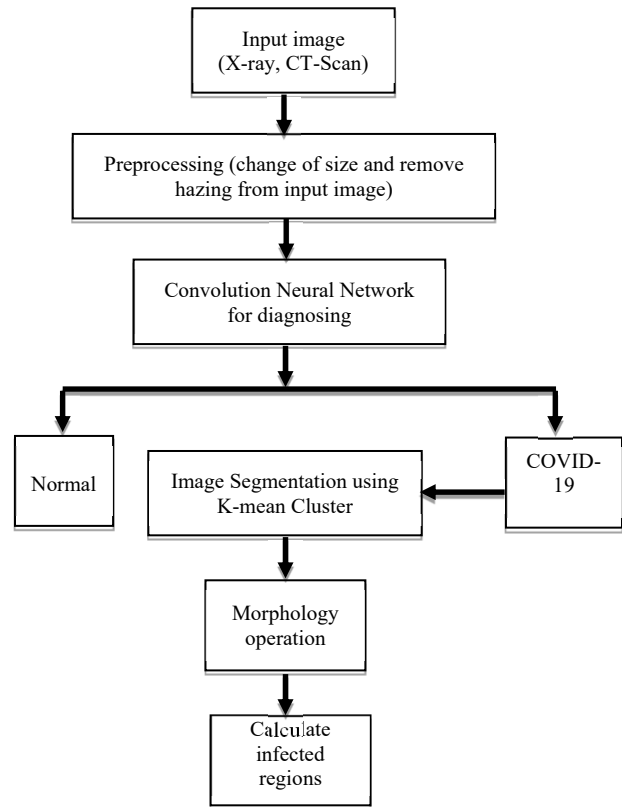 Input image
(X-ray, CT-Scan)
Preprocessing (change of size and remove
hazing from input image)
Convolution Neural Network
for diagnosing
Normal
Image Segmentation using
K-mean Cluster
COVID-
19
Morphology
operation
Calculate
infected
regions